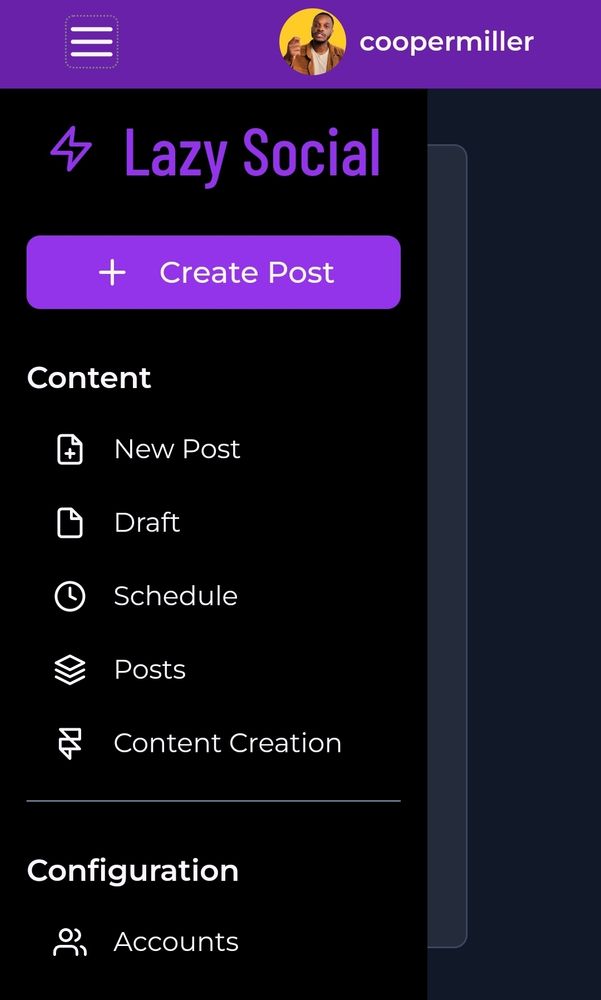 coopermiller
Lazy Social
Create Post
Content
New Post
Draft
Schedule
Posts
Content Creation
Configuration
Accounts